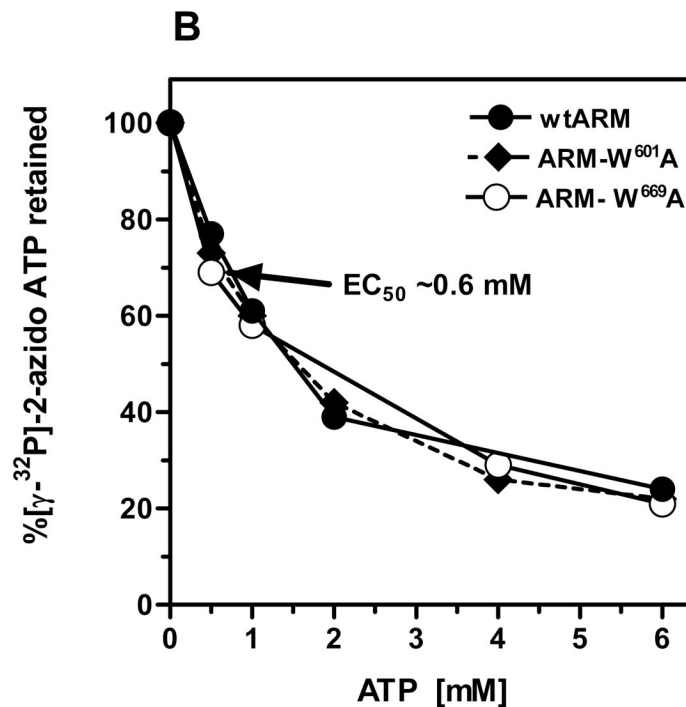 B
%[γ-³²P]-2-azido ATP retained
100
80
60
40
20
0
wtARM
ARM-W⁶⁰¹A
ARM- W⁶⁶⁹A
EC₅₀ ~0.6 mM
0 1 2 3 4 5 6
ATP [mM]